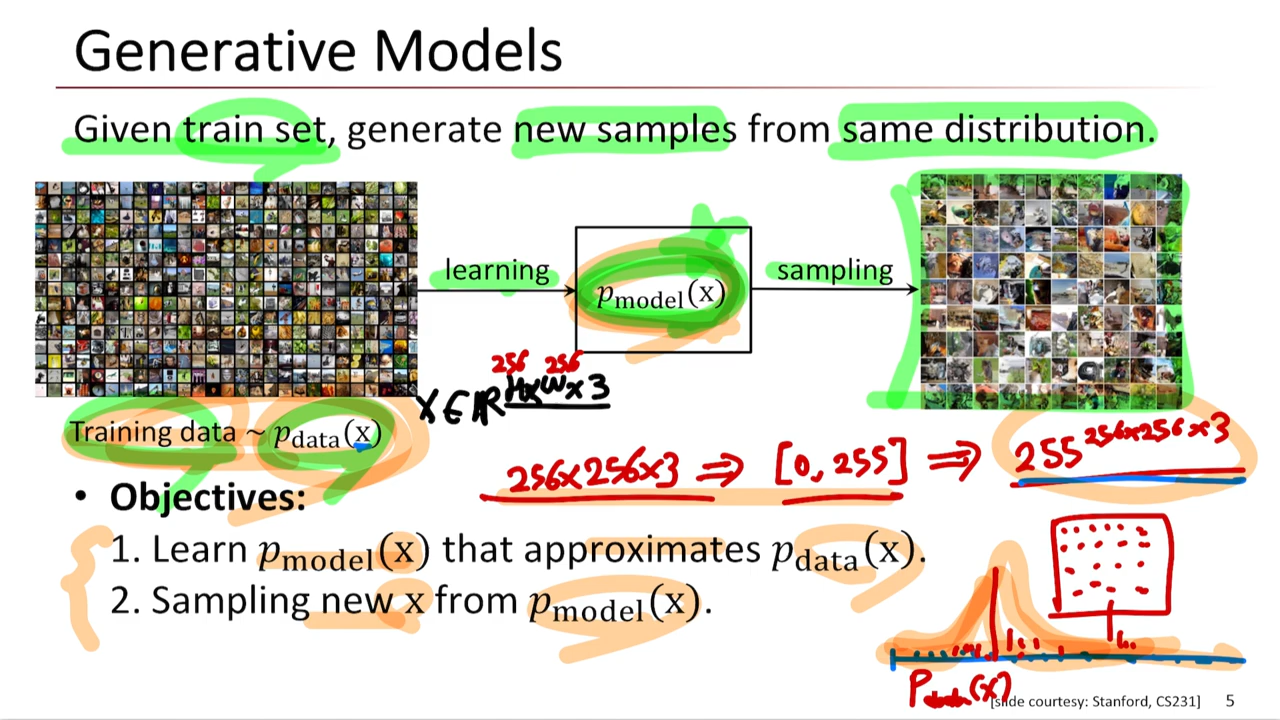 Generative Models
Given train set, generate new samples from same distribution.
learning
p_model(x)
sampling
256 256
X ∈ ℝ^H×W×3
Training data ~ p_data(x)
256×256×3 ⇒ [0, 255] ⇒ 255^256×256×3
• Objectives:
1. Learn p_model(x) that approximates p_data(x).
2. Sampling new x from p_model(x).
P_data(x)
[slide courtesy: Stanford, CS231]
5